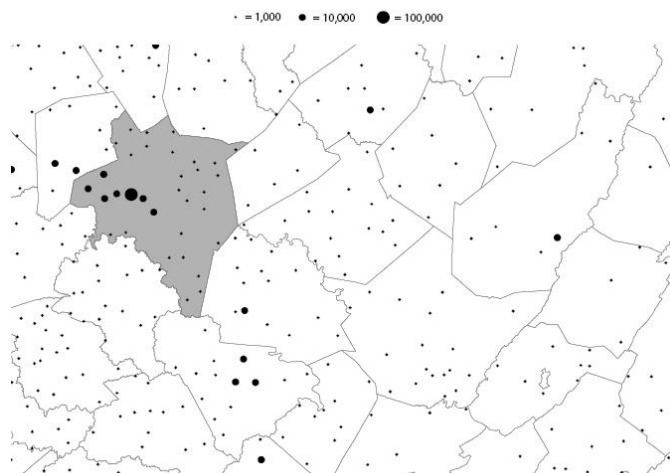 • = 1,000 • = 10,000 • = 100,000